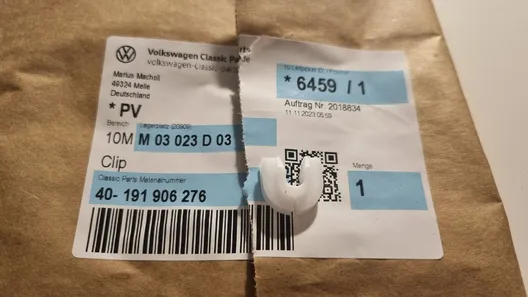 Volkswagen Classic Parts
volkswagen-classic-parts
Marius Macholl
49324 Melle
Deutschland
* PV
Bereich
10M M 03 023 D 03
Clip
Classic Parts Materialnummer
40- 191 906 276
* 6459 / 1
Auftrag Nr. 2018834
11.11.2023 05:59
Menge
1